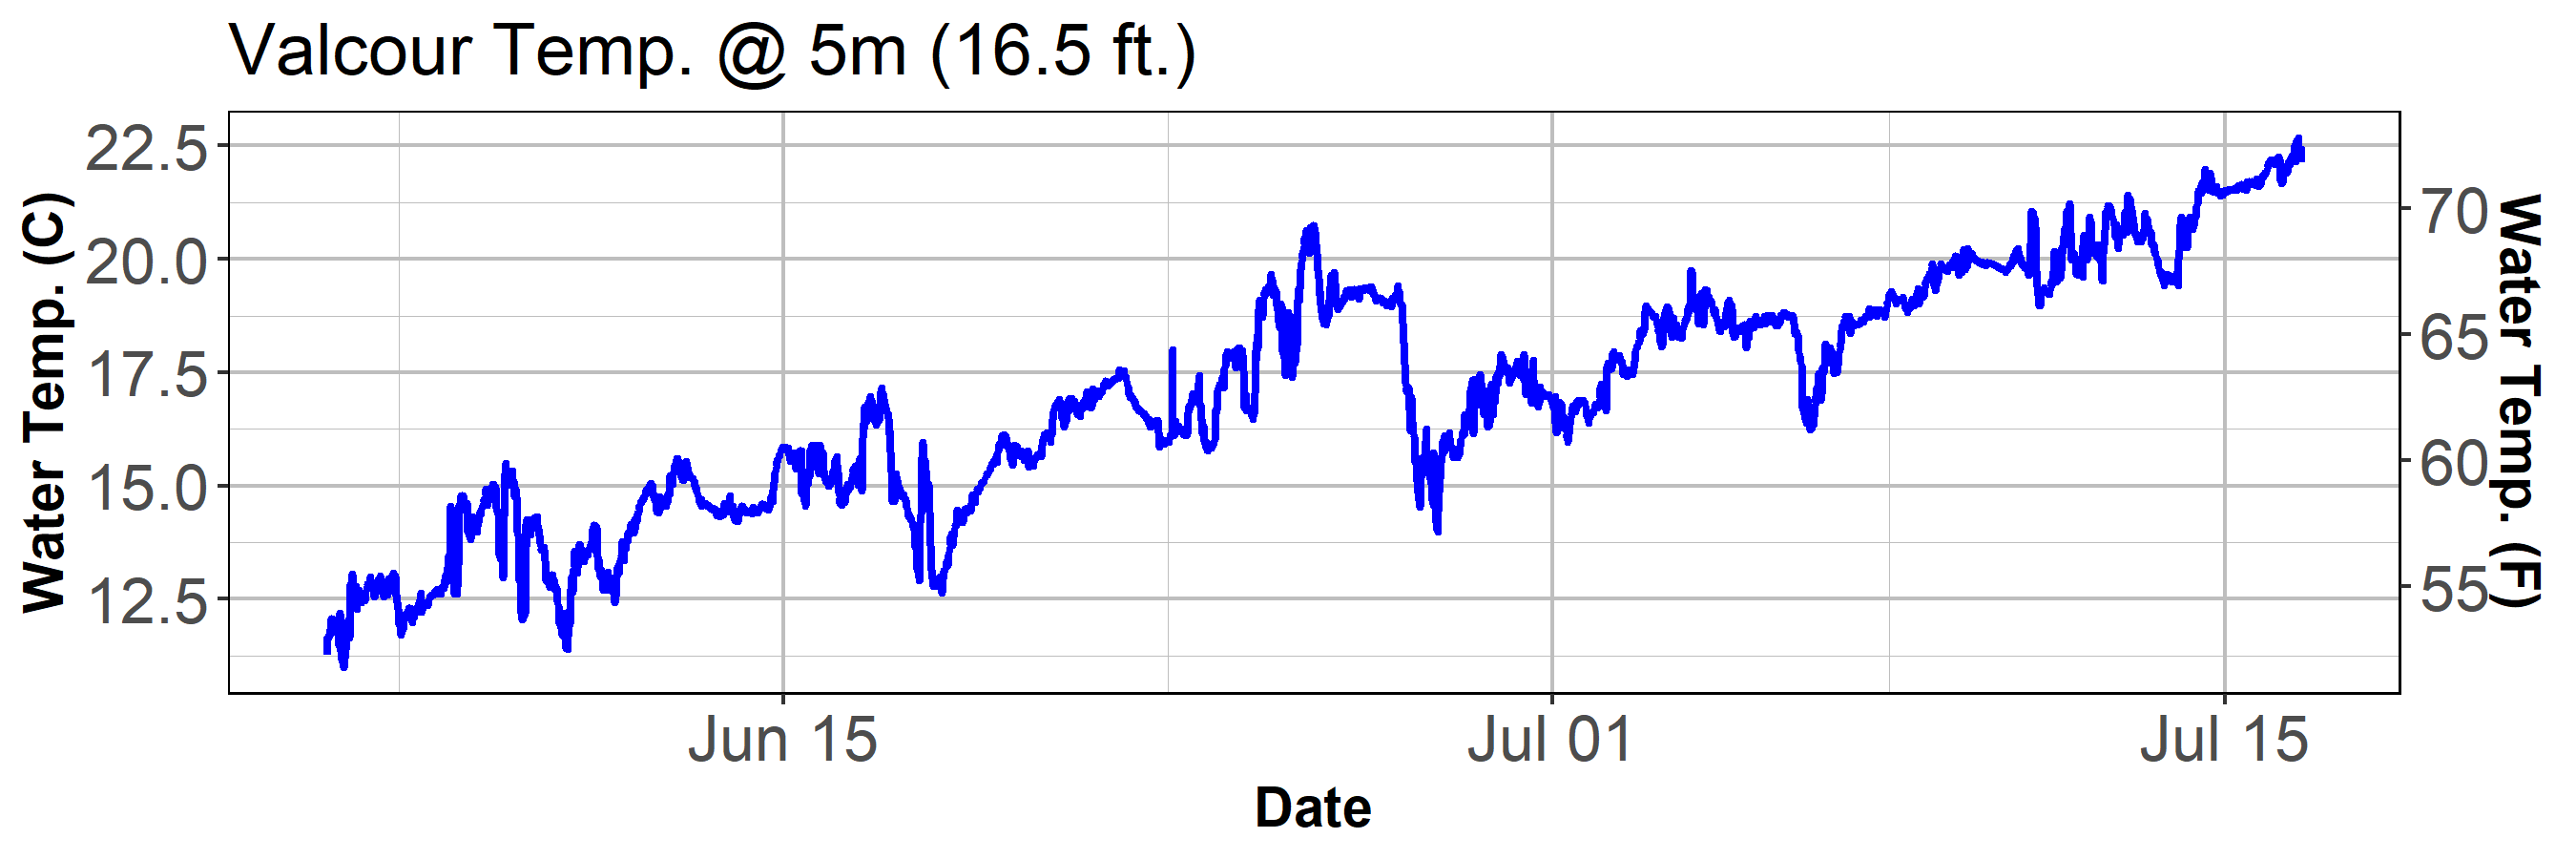 Valcour Temp. @ 5m (16.5 ft.)
Water Temp. (C)
22.5
20.0
17.5
15.0
12.5
70
65
60
55
Water Temp. (F)
Jun 15
Jul 01
Jul 15
Date